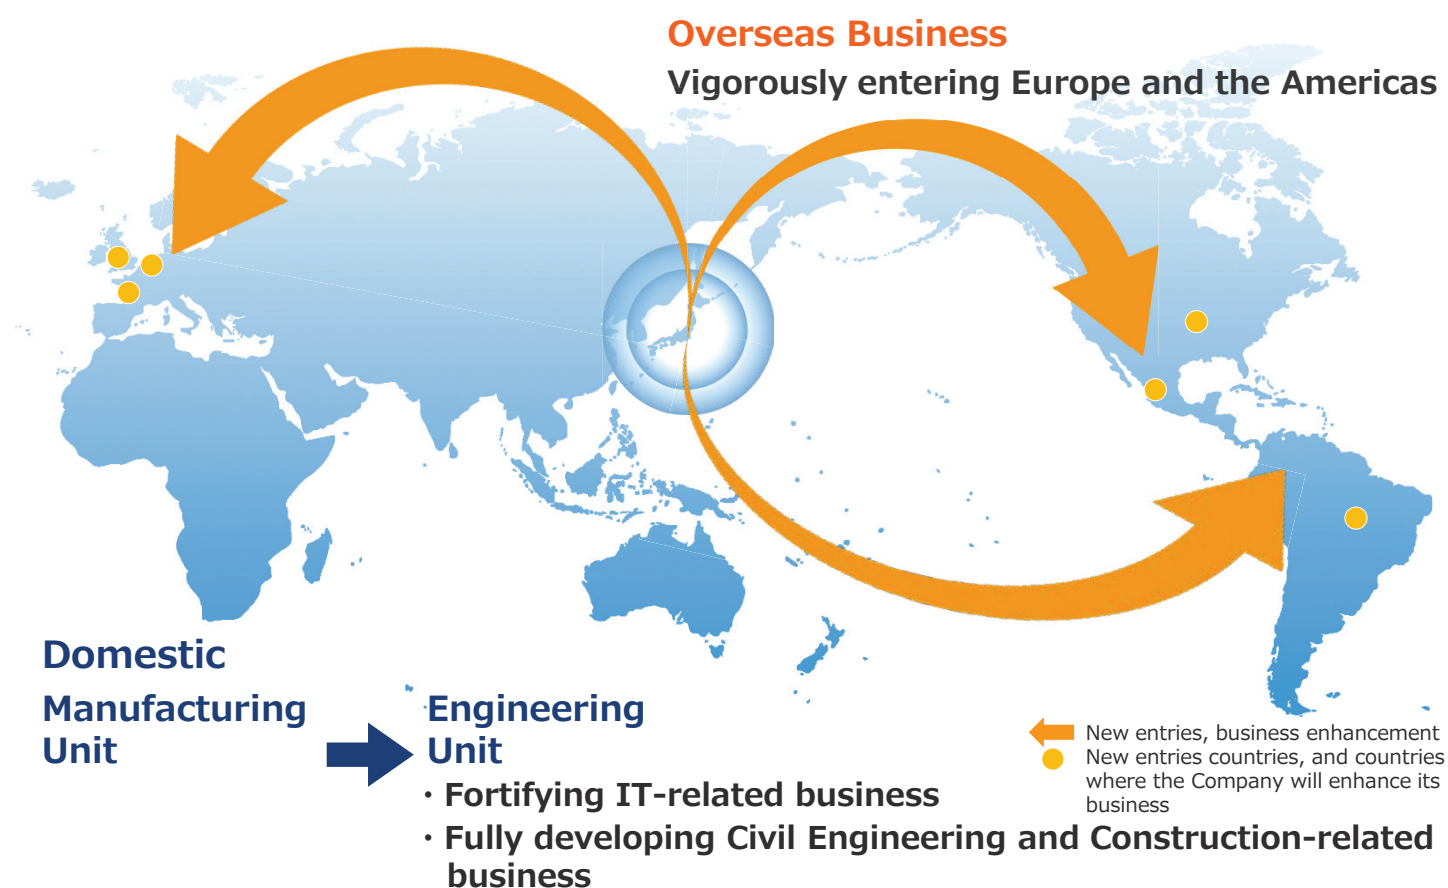 Overseas Business
Vigorously entering Europe and the Americas
Domestic
Manufacturing
Unit
Engineering
Unit
・Fortifying IT-related business
・Fully developing Civil Engineering and Construction-related
business
New entries, business enhancement
New entries countries, and countries
where the Company will enhance its
business